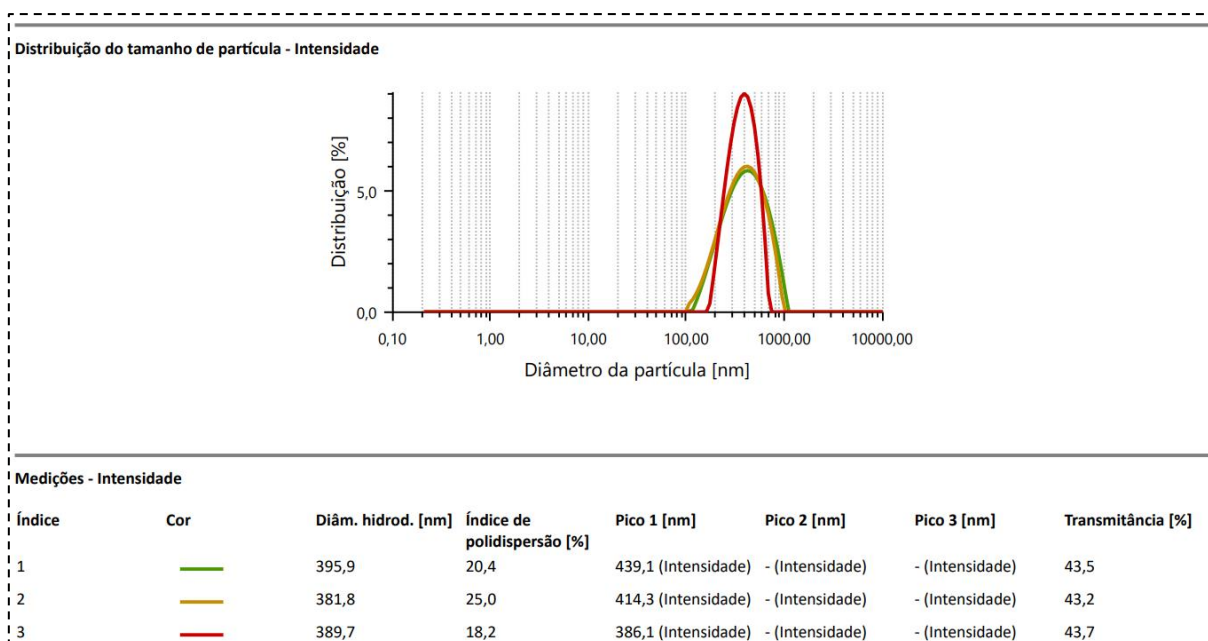 Distribuição do tamanho de partícula - Intensidade
Distribuição [%]
5,0
0,0
0,10 1,00 10,00 100,00 1000,00 10000,00
Diâmetro da partícula [nm]
Medições - Intensidade
Índice Cor Diâm. hidrod. [nm] Índice de polidispersão [%] Pico 1 [nm] Pico 2 [nm] Pico 3 [nm] Transmitância [%]
1 395,9 20,4 439,1 (Intensidade) - (Intensidade) - (Intensidade) 43,5
2 381,8 25,0 414,3 (Intensidade) - (Intensidade) - (Intensidade) 43,2
3 389,7 18,2 386,1 (Intensidade) - (Intensidade) - (Intensidade) 43,7